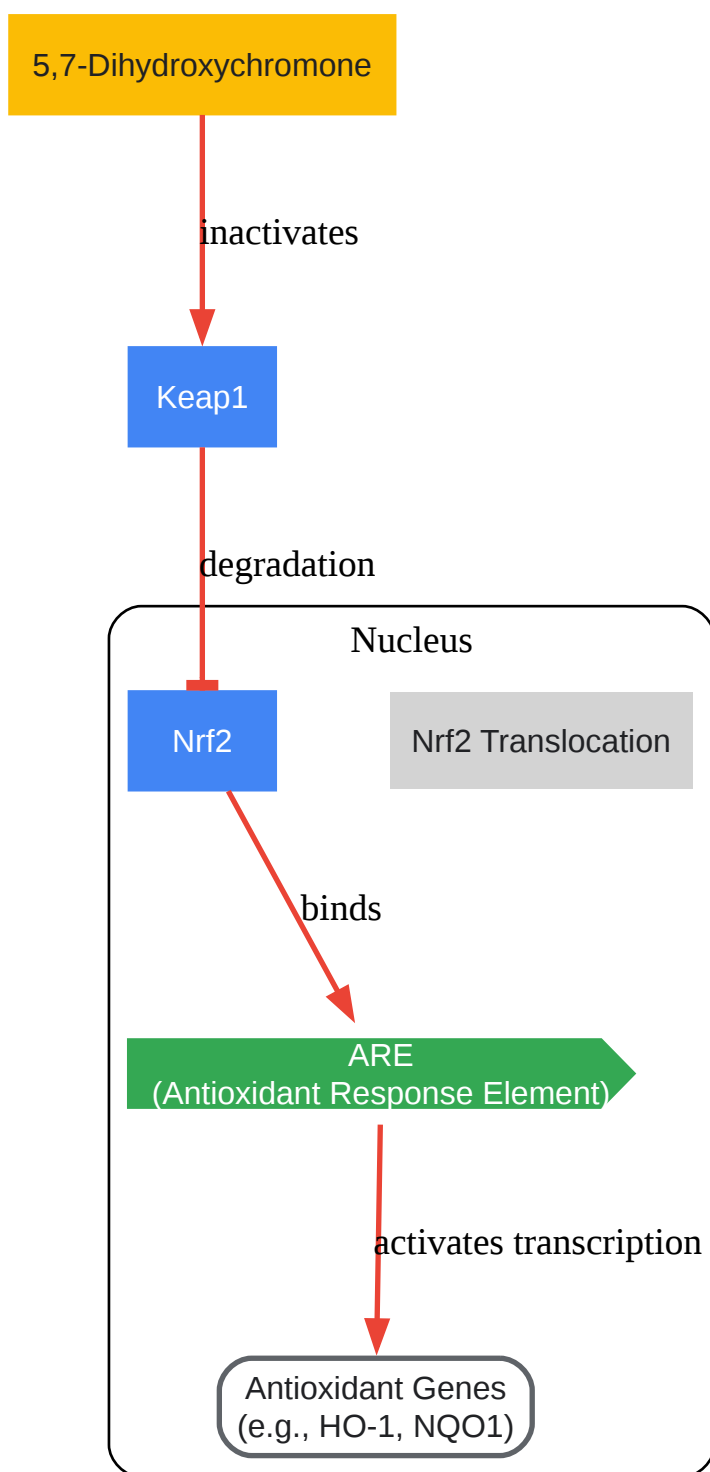 5,7-Dihydroxychromone
inactivates
Keap1
degradation
Nucleus
Nrf2
Nrf2 Translocation
binds
ARE
(Antioxidant Response Element)
activates transcription
Antioxidant Genes
(e.g., HO-1, NQO1)